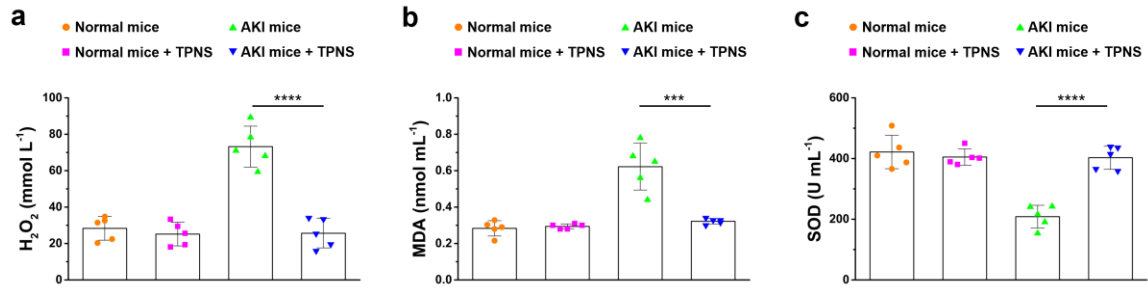 a
Normal mice
AKI mice
Normal mice + TPNS
AKI mice + TPNS
H₂O₂ (mmol L⁻¹)
100
80
60
40
20
0
****
b
Normal mice
AKI mice
Normal mice + TPNS
AKI mice + TPNS
MDA (nmol mL⁻¹)
1.0
0.8
0.6
0.4
0.2
0.0
***
c
Normal mice
AKI mice
Normal mice + TPNS
AKI mice + TPNS
SOD (U mL⁻¹)
600
400
200
0
****